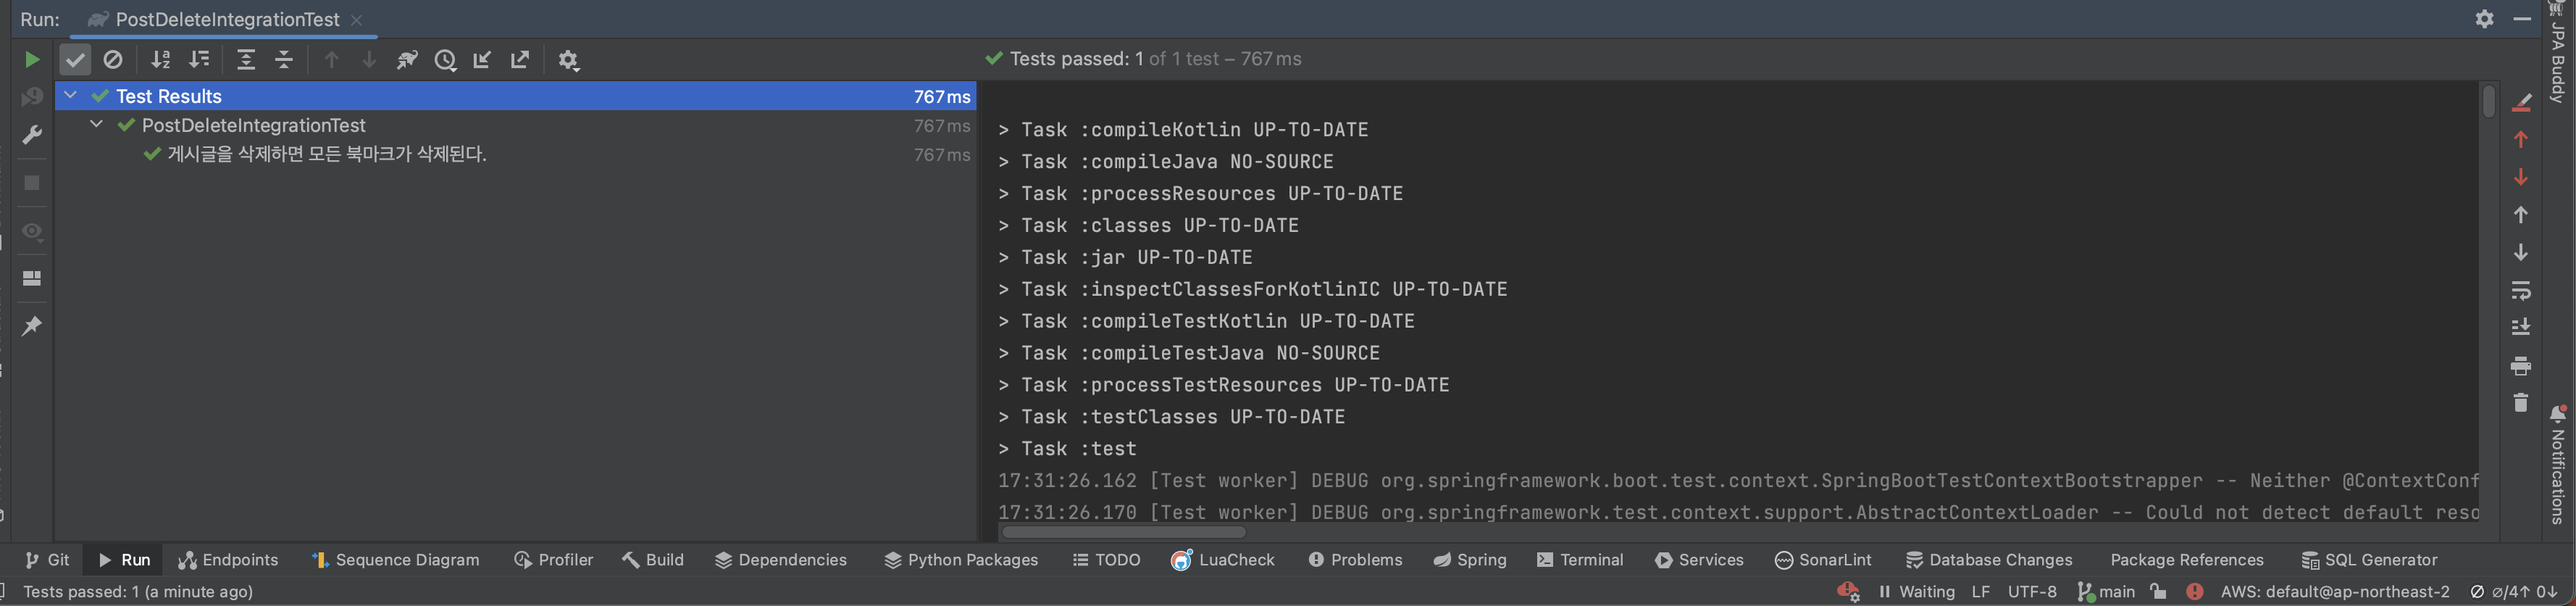 Run: PostDeleteIntegrationTest
Tests passed: 1 of 1 test – 767 ms
Test Results 767 ms
PostDeleteIntegrationTest 767 ms
게시글을 삭제하면 모든 북마크가 삭제된다. 767 ms
> Task :compileKotlin UP-TO-DATE
> Task :compileJava NO-SOURCE
> Task :processResources UP-TO-DATE
> Task :classes UP-TO-DATE
> Task :jar UP-TO-DATE
> Task :inspectClassesForKotlinIC UP-TO-DATE
> Task :compileTestKotlin UP-TO-DATE
> Task :compileTestJava NO-SOURCE
> Task :processTestResources UP-TO-DATE
> Task :testClasses UP-TO-DATE
> Task :test
17:31:26.162 [Test worker] DEBUG org.springframework.boot.test.context.SpringBootTestContextBootstrapper -- Neither @ContextConf
17:31:26.170 [Test worker] DEBUG org.springframework.test.context.support.AbstractContextLoader -- Could not detect default reso
JPA Buddy
Notifications
Git Run Endpoints Sequence Diagram Profiler Build Dependencies Python Packages TODO LuaCheck Problems Spring Terminal Services SonarLint Database Changes Package References SQL Generator
Tests passed: 1 (a minute ago) Waiting LF UTF-8 main AWS: default@ap-northeast-2 ∅/4↑ 0↓